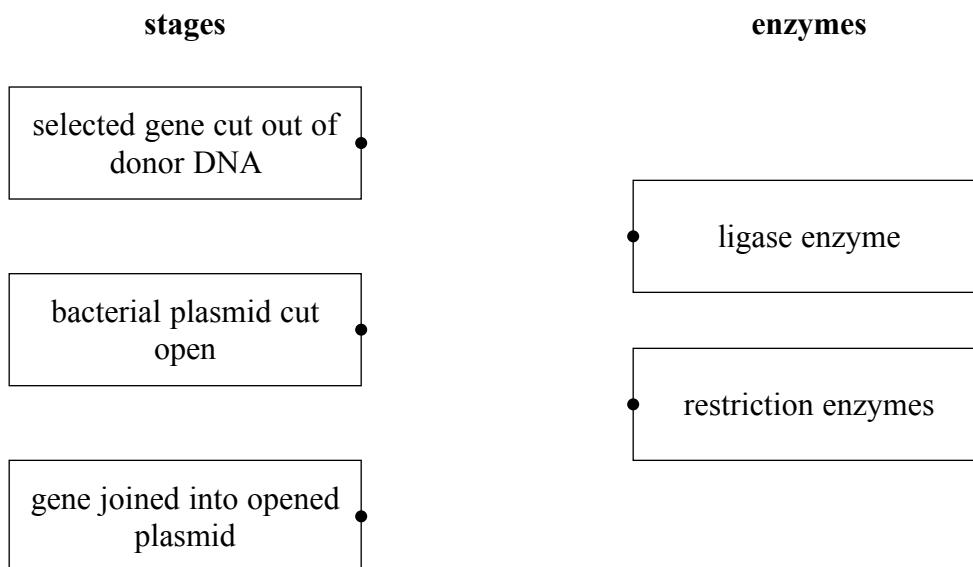 stages
enzymes
selected gene cut out of
donor DNA
ligase enzyme
bacterial plasmid cut
open
restriction enzymes
gene joined into opened
plasmid